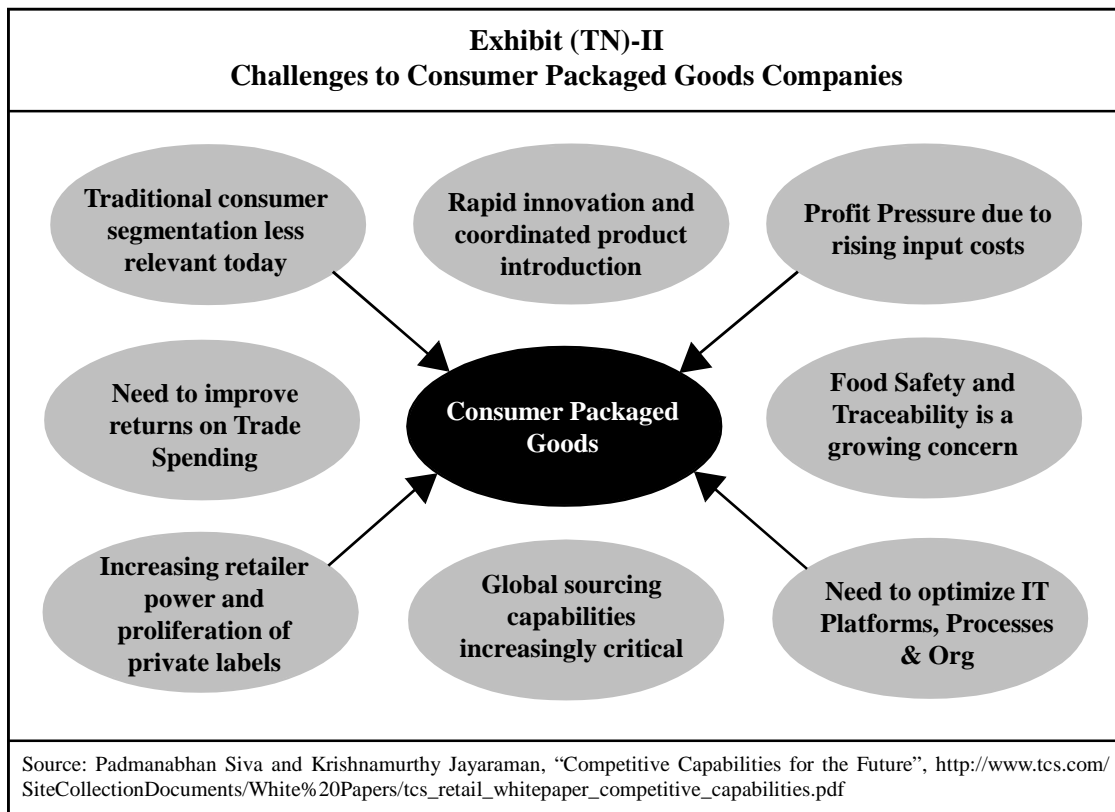 Exhibit (TN)-II
Challenges to Consumer Packaged Goods Companies
Traditional consumer
segmentation less
relevant today
Rapid innovation and
coordinated product
introduction
Profit Pressure due to
rising input costs
Need to improve
returns on Trade
Spending
Consumer Packaged
Goods
Food Safety and
Traceability is a
growing concern
Increasing retailer
power and
proliferation of
private labels
Global sourcing
capabilities
increasingly critical
Need to optimize IT
Platforms, Processes
& Org
Source: Padmanabhan Siva and Krishnamurthy Jayaraman, “Competitive Capabilities for the Future”, http://www.tcs.com/
SiteCollectionDocuments/White%20Papers/tcs_retail_whitepaper_competitive_capabilities.pdf